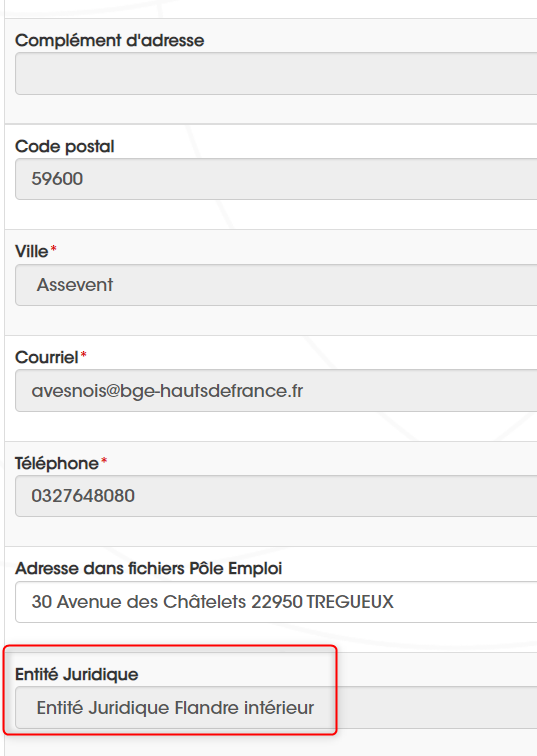 Complément d'adresse
Code postal
59600
Ville*
Assevent
Courriel*
avesnois@bge-hautsdefrance.fr
Téléphone*
0327648080
Adresse dans fichiers Pôle Emploi
30 Avenue des Châtelets 22950 TREGUEUX
Entité Juridique
Entité Juridique Flandre intérieur